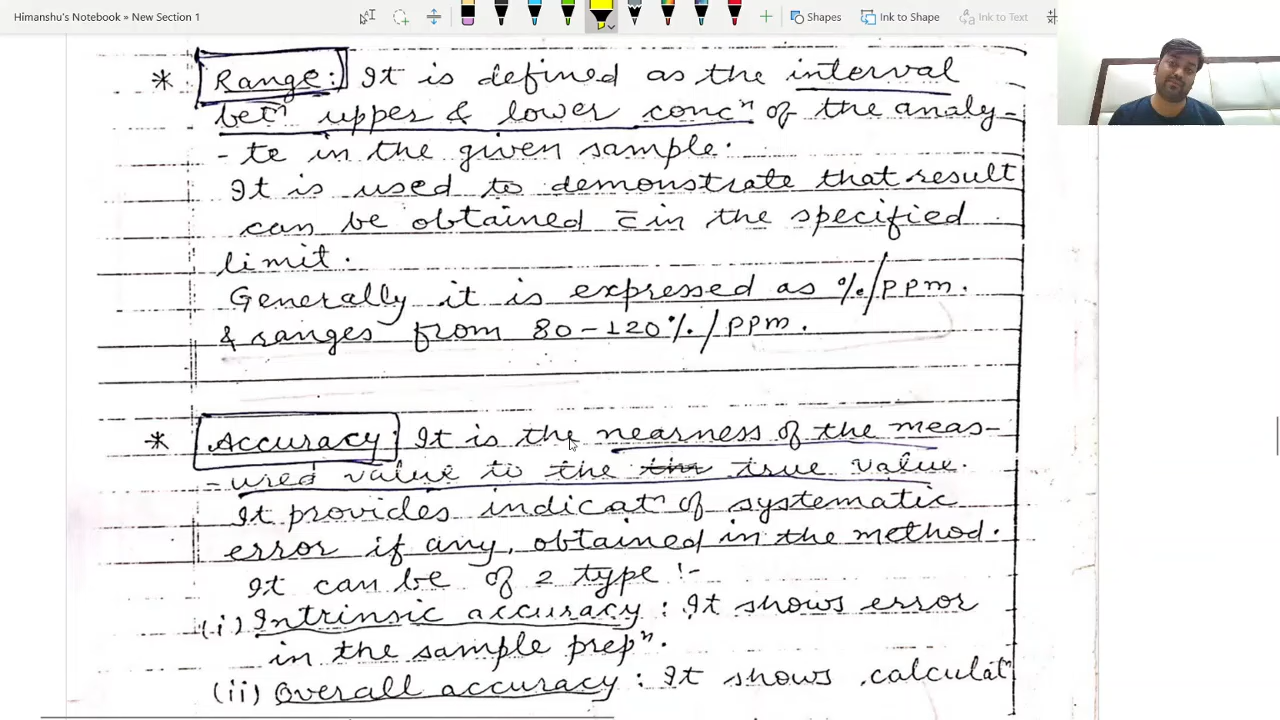 Himanshu's Notebook » New Section 1
Shapes
Ink to Shape
Ink to Text
* Range: It is defined as the interval
betⁿ upper & lower concⁿ of the analy-
- te in the given sample.
It is used to demonstrate that result
can be obtained c̄in the specified
limit.
Generally it is expressed as %/ppm.
& ranges from 80-120%/ppm.
* Accuracy: It is the nearness of the meas-
- ured value to the true value.
It provides indicatⁿ of systematic
error if any, obtained in the method.
It can be of 2 type :-
(i) Intrinsic accuracy : It shows error
in the sample prepⁿ.
(ii) Overall accuracy : It shows calculatⁿ